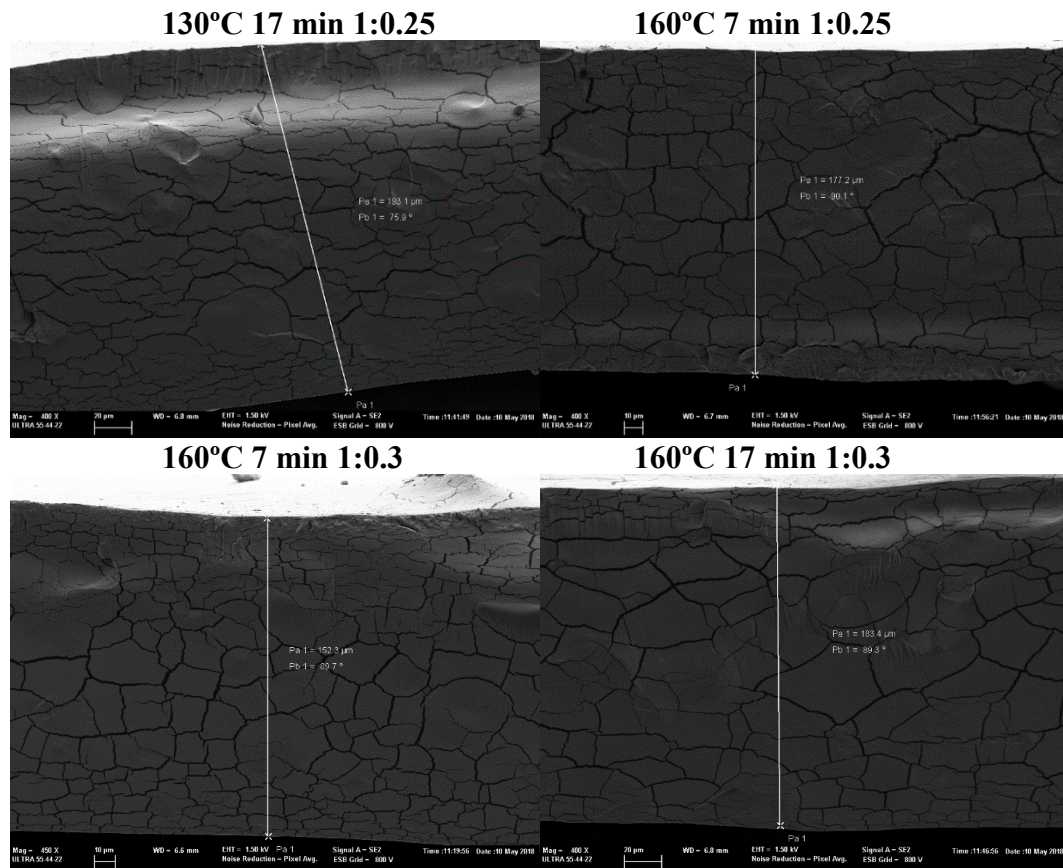 130ºC 17 min 1:0.25
Pa 1 = 193.1 µm
Pb 1 = 75.9 º
Pa 1
Mag = 400 X
20 µm
WD = 6.8 mm
EHT = 1.50 kV
Signal A = SE2
Time :11:41:49
Date :10 May 2018
ULTRA 55-44-22
Noise Reduction = Pixel Avg.
ESB Grid = 800 V
160ºC 7 min 1:0.25
Pa 1 = 177.2 µm
Pb 1 = 90.1 º
Pa 1
Mag = 400 X
10 µm
WD = 6.7 mm
EHT = 1.50 kV
Signal A = SE2
Time :11:56:21
Date :10 May 2018
ULTRA 55-44-22
Noise Reduction = Pixel Avg.
ESB Grid = 800 V
160ºC 7 min 1:0.3
Pa 1 = 152.3 µm
Pb 1 = 89.7 º
Pa 1
Mag = 450 X
10 µm
WD = 6.6 mm
EHT = 1.50 kV
Signal A = SE2
Time :11:19:56
Date :10 May 2018
ULTRA 55-44-22
Noise Reduction = Pixel Avg.
ESB Grid = 800 V
160ºC 17 min 1:0.3
Pa 1 = 183.4 µm
Pb 1 = 89.3 º
Pa 1
Mag = 400 X
20 µm
WD = 6.8 mm
EHT = 1.50 kV
Signal A = SE2
Time :11:46:56
Date :10 May 2018
ULTRA 55-44-22
Noise Reduction = Pixel Avg.
ESB Grid = 800 V